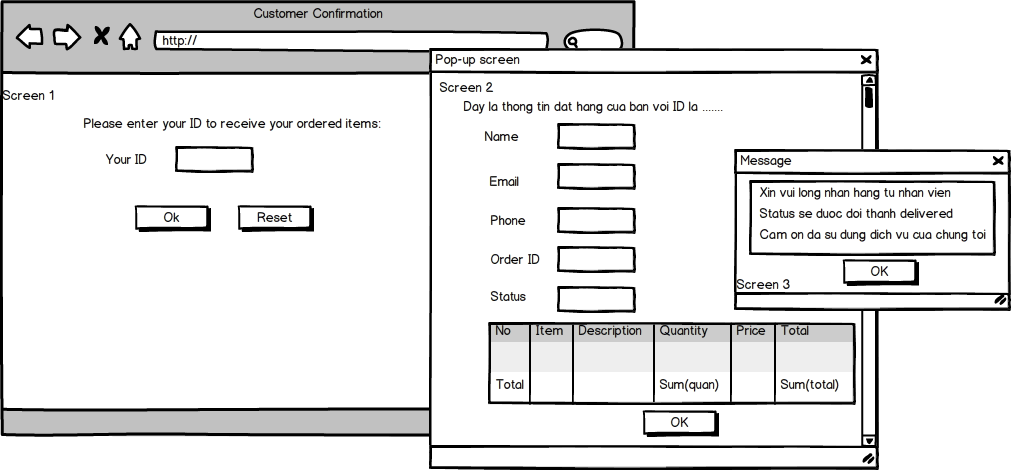 Customer Confirmation
http://
Screen 1
Please enter your ID to receive your ordered items:
Your ID
Ok
Reset
Pop-up screen
Screen 2
Day la thong tin dat hang cua ban voi ID la .......
Name
Email
Phone
Order ID
Status
No Item Description Quantity Price Total
Total Sum(quan) Sum(total)
OK
Message
Xin vui long nhan hang tu nhan vien
Status se duoc doi thanh delivered
Cam on da su dung dich vu cua chung toi
OK
Screen 3